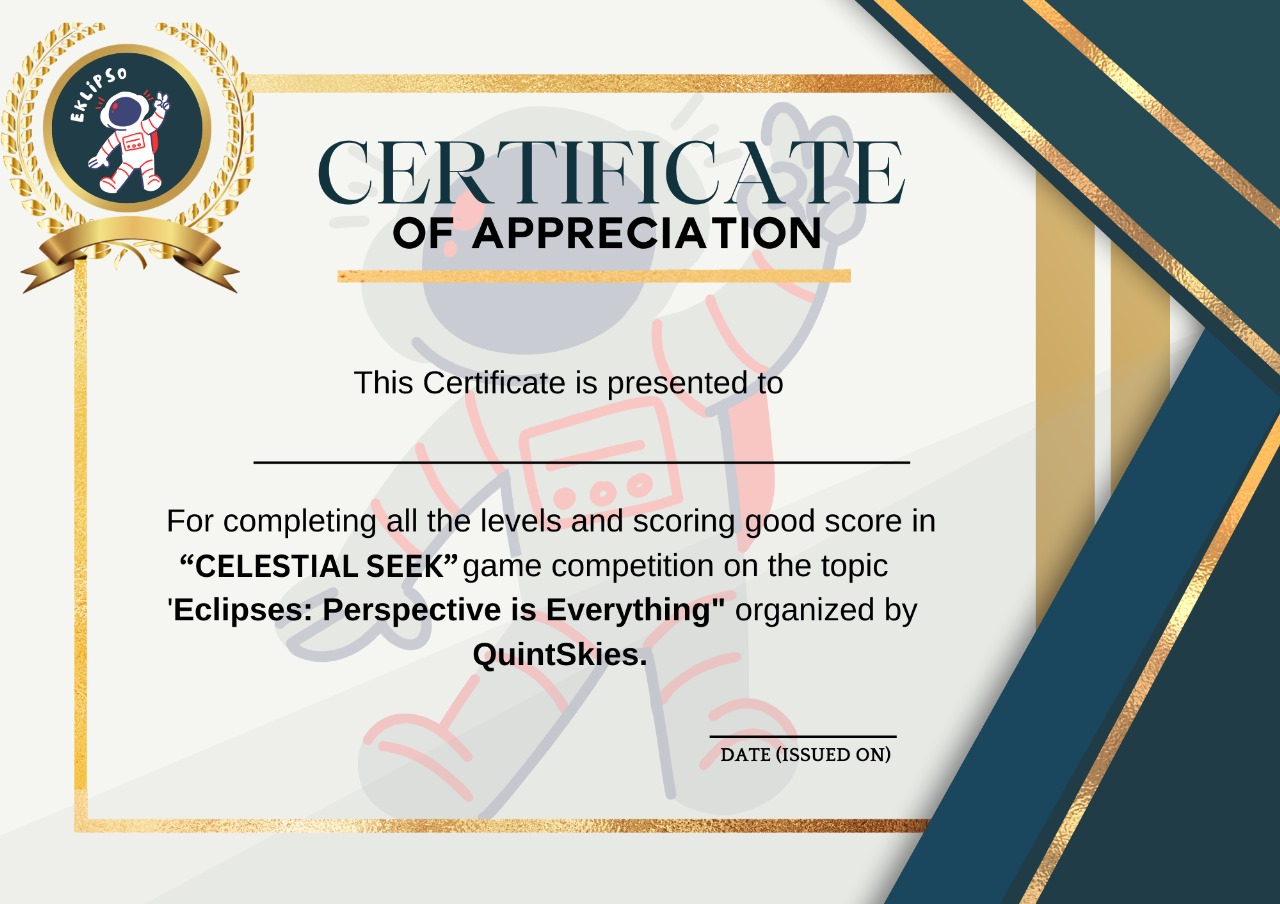 EKLiPSO
CERTIFICATE
OF APPRECIATION
This Certificate is presented to
For completing all the levels and scoring good score in
“CELESTIAL SEEK” game competition on the topic
'Eclipses: Perspective is Everything" organized by
QuintSkies.
DATE (ISSUED ON)